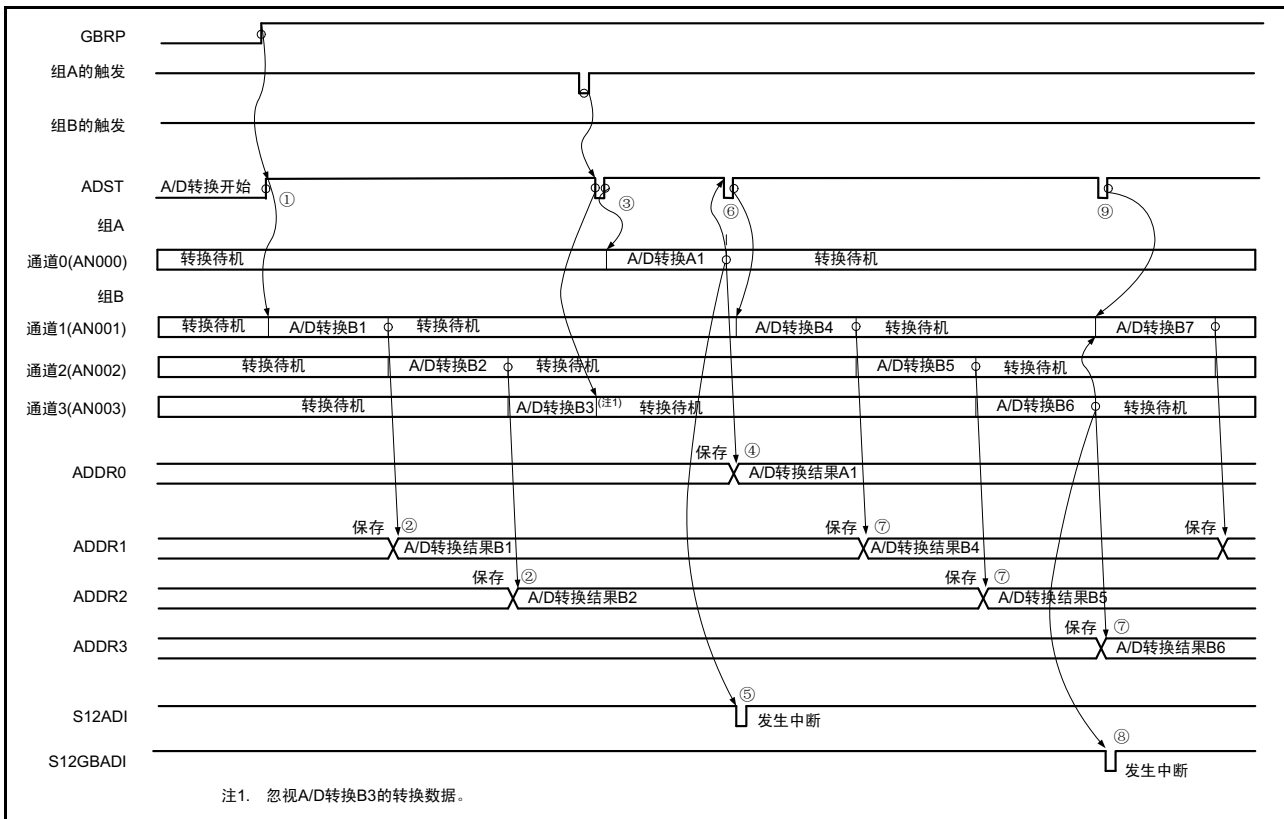 GBRP
组A的触发
组B的触发
ADST A/D转换开始 ① ③ ⑥ ⑨
组A
通道0(AN000) 转换待机 A/D转换A1 转换待机
组B
通道1(AN001) 转换待机 A/D转换B1 转换待机 A/D转换B4 转换待机 A/D转换B7
通道2(AN002) 转换待机 A/D转换B2 转换待机 A/D转换B5 转换待机
通道3(AN003) 转换待机 A/D转换B3(注1) 转换待机 A/D转换B6 转换待机
保存 ④
ADDR0 A/D转换结果A1
保存 ② 保存 ⑦ 保存
ADDR1 A/D转换结果B1 A/D转换结果B4
保存 ② 保存 ⑦
ADDR2 A/D转换结果B2 A/D转换结果B5
保存 ⑦
ADDR3 A/D转换结果B6
⑤
S12ADI 发生中断
⑧
S12GBADI 发生中断
注1. 忽视A/D转换B3的转换数据。